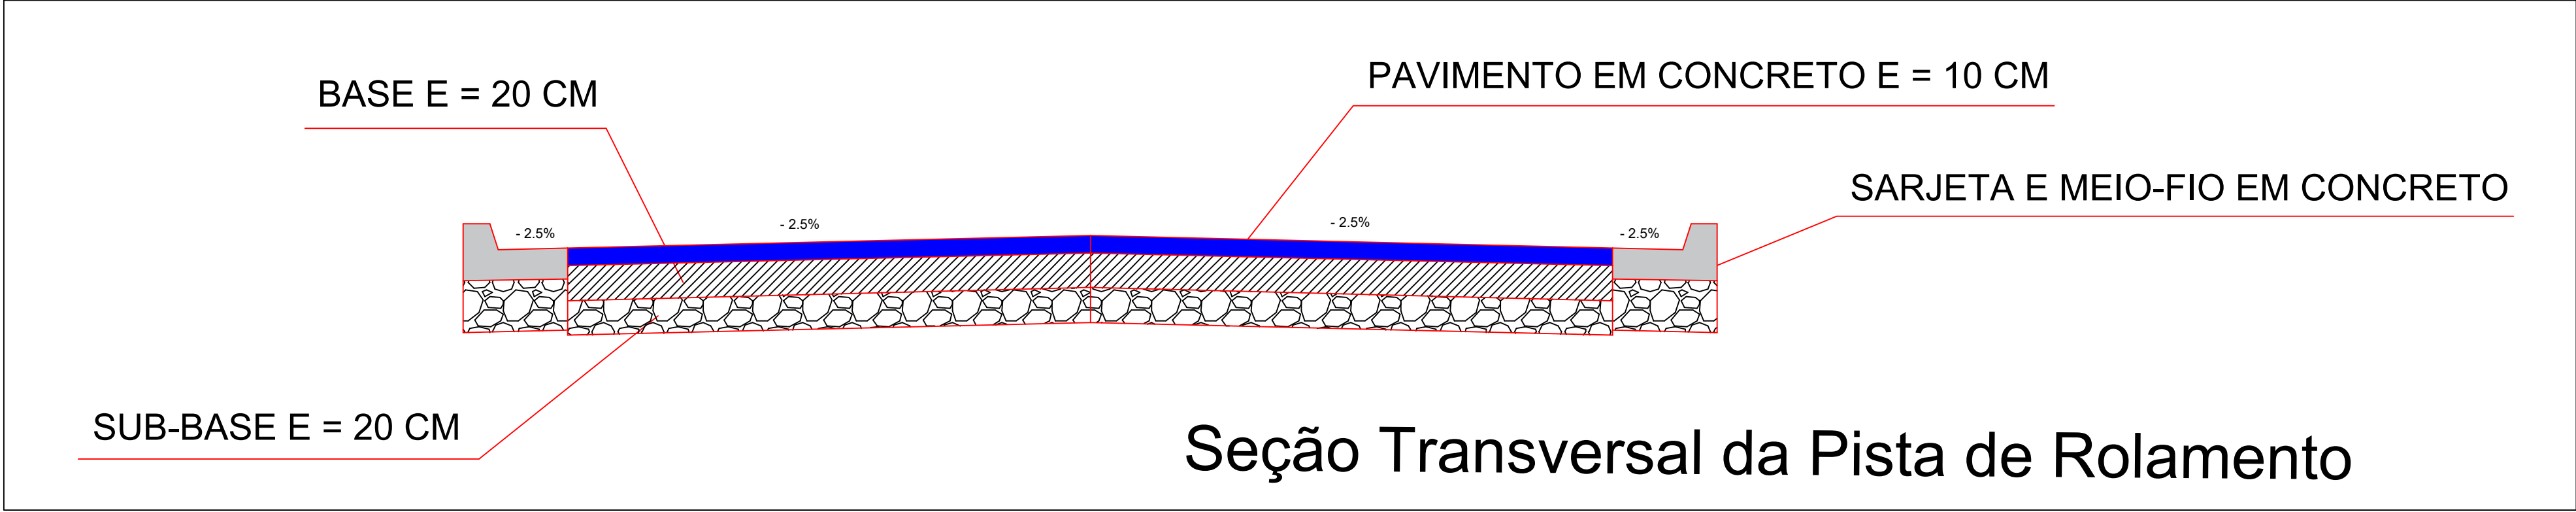 PAVIMENTO EM CONCRETO E = 10 CM
BASE E = 20 CM
SARJETA E MEIO-FIO EM CONCRETO
- 2.5%
- 2.5%
- 2.5%
- 2.5%
SUB-BASE E = 20 CM
Seção Transversal da Pista de Rolamento